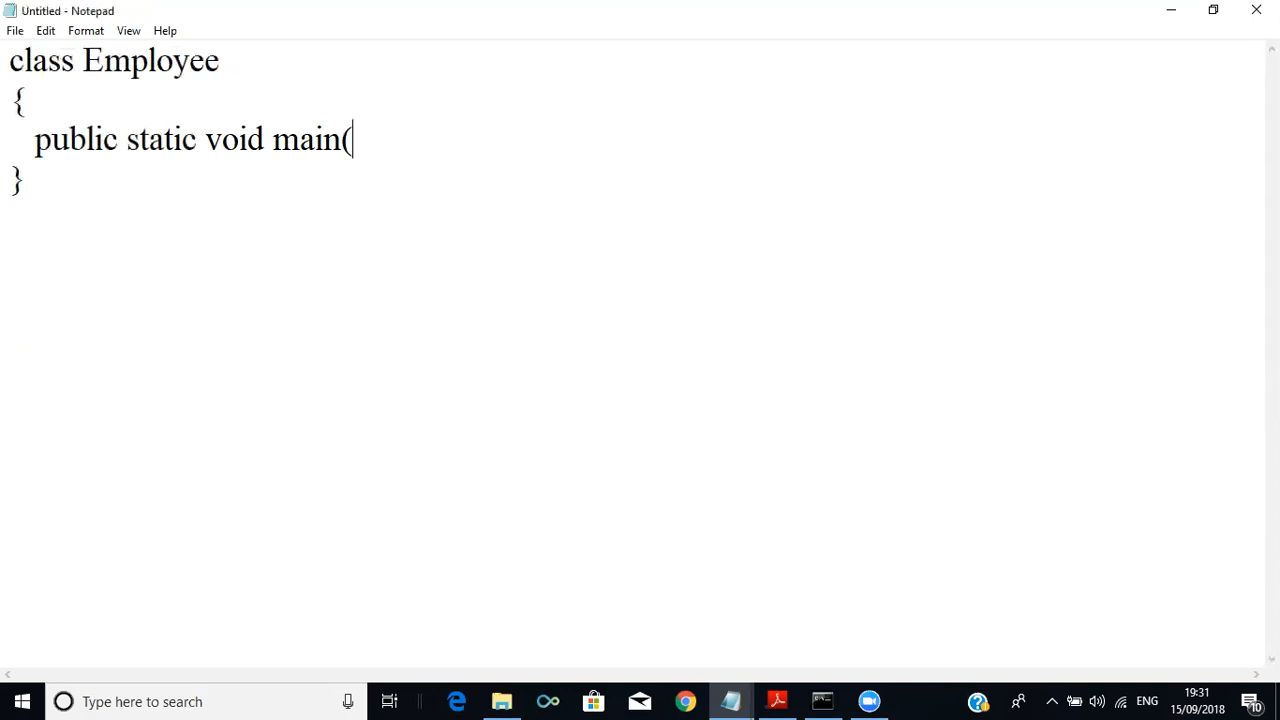 Untitled - Notepad
File Edit Format View Help
class Employee
{
public static void main(
}
Type here to search
ENG
19:31
15/09/2018
10